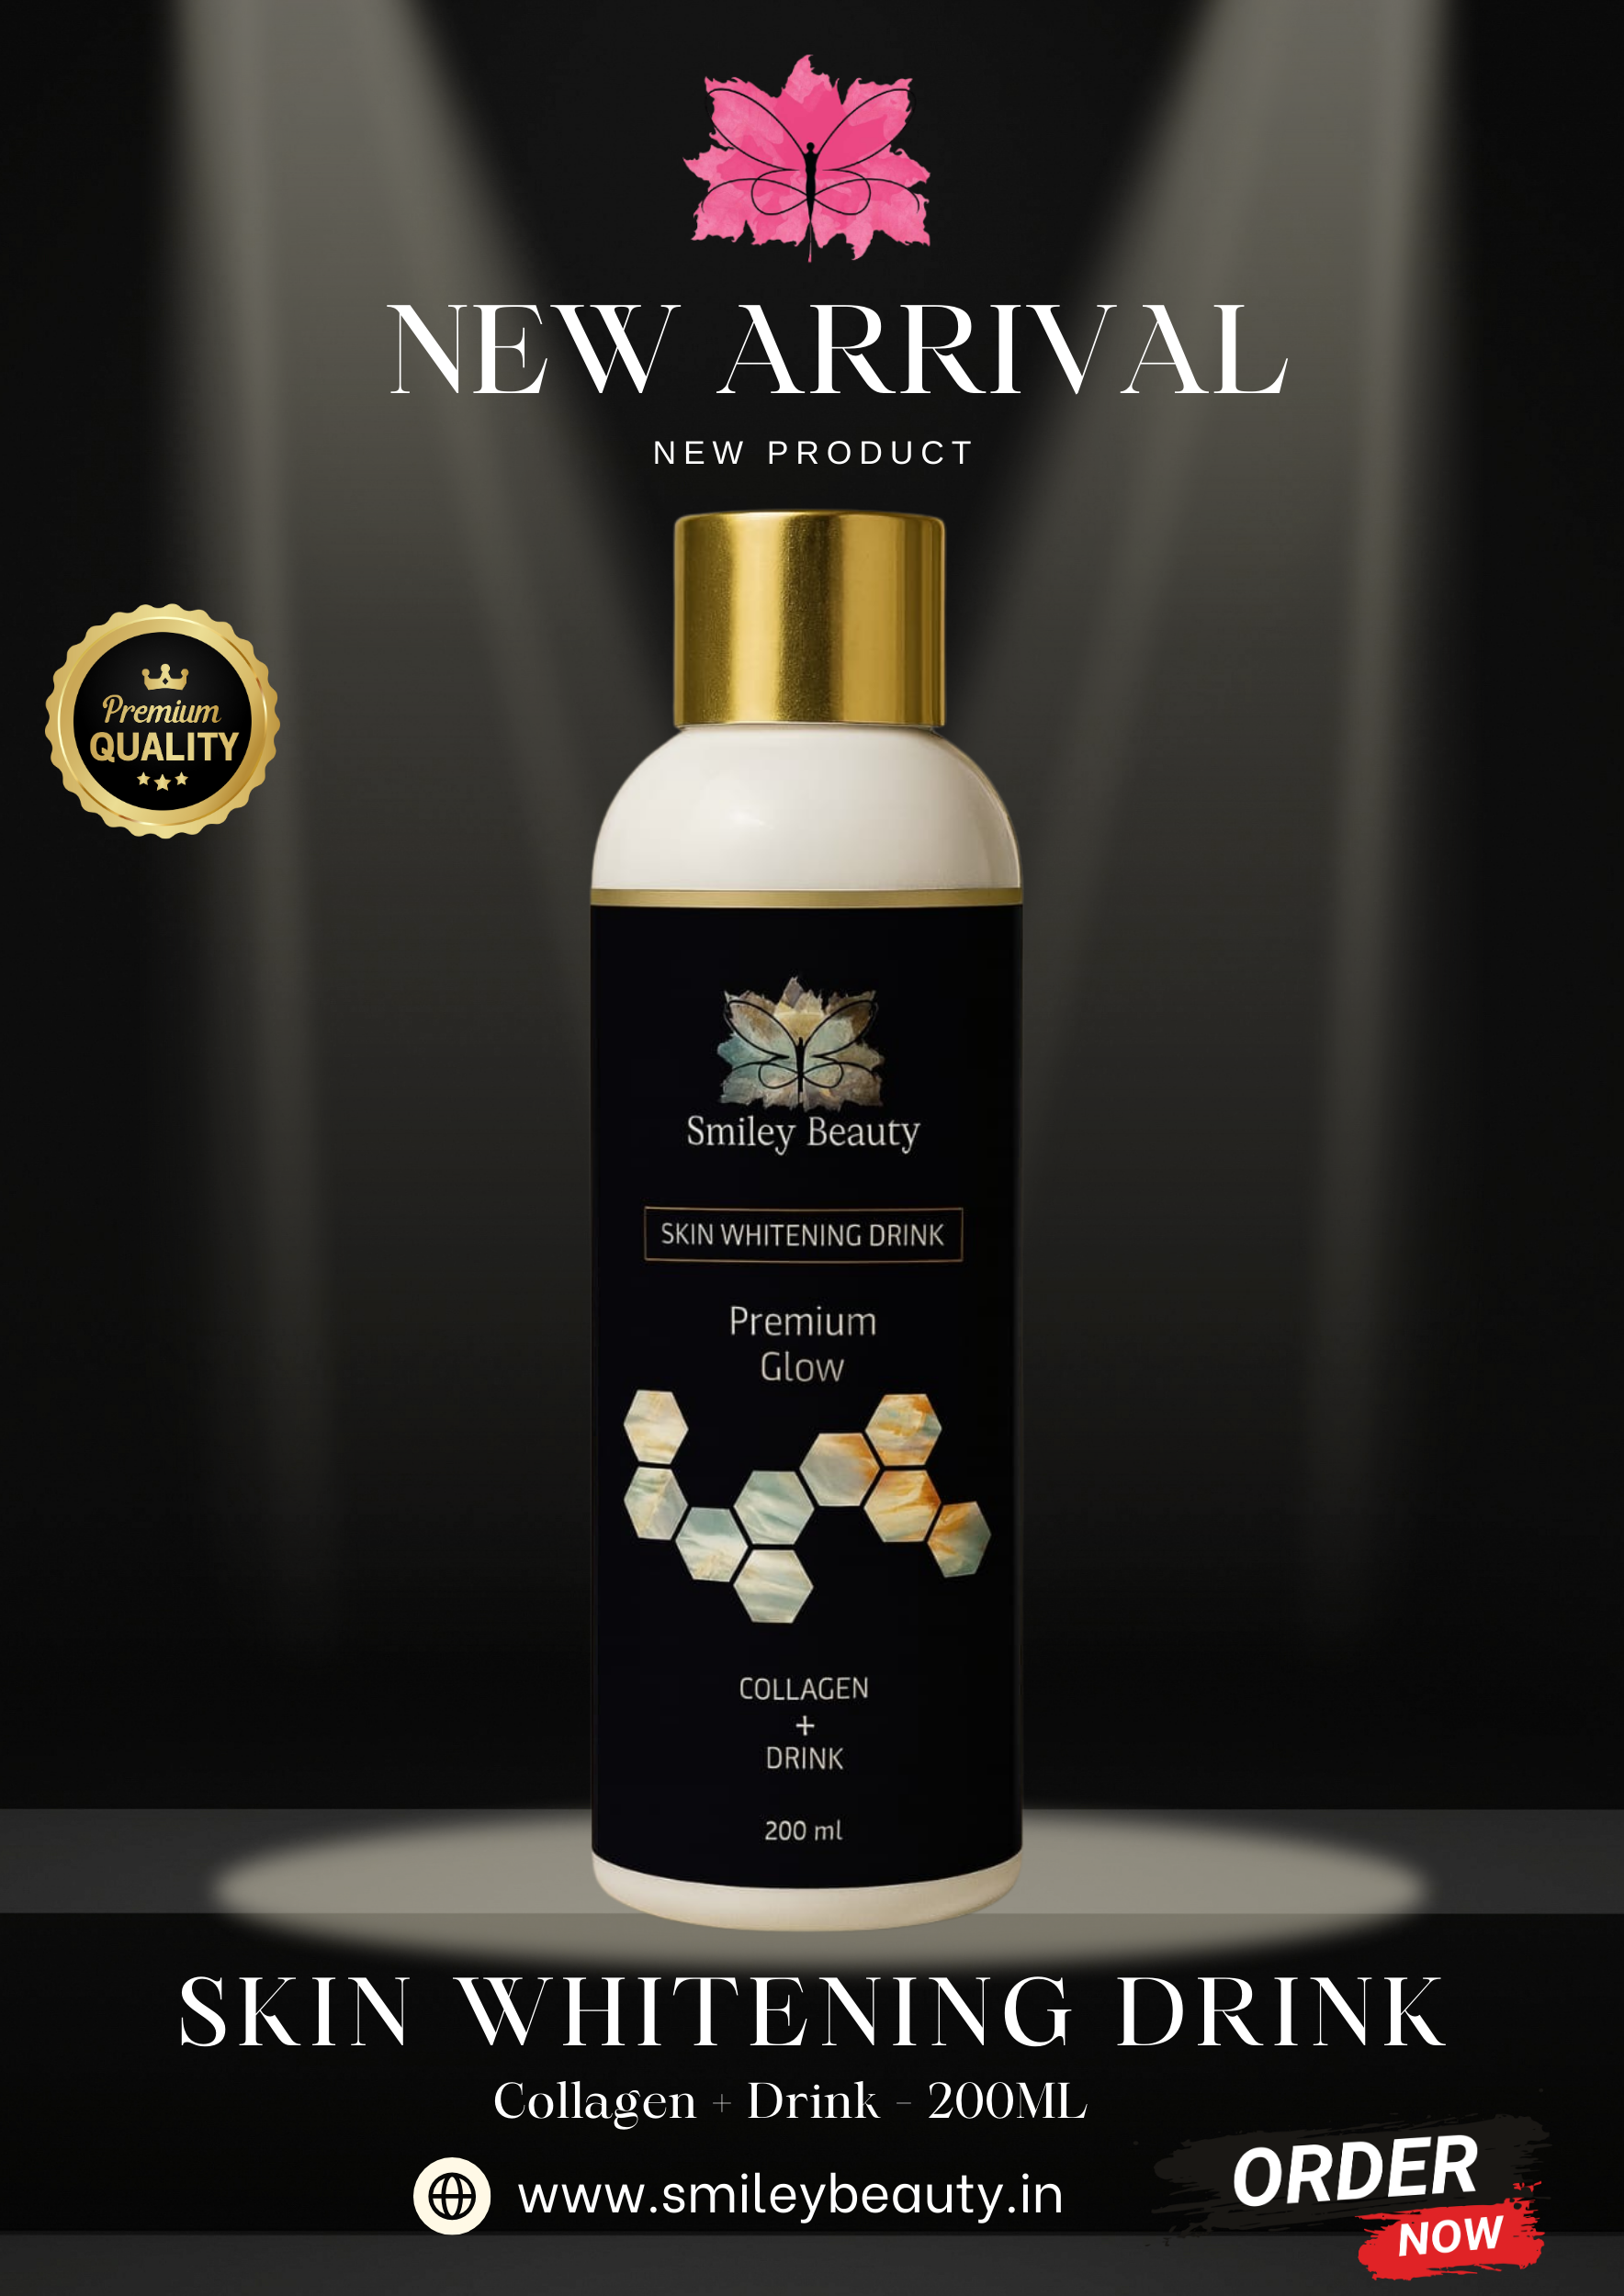 NEW ARRIVAL
NEW PRODUCT
Premium
QUALITY
Smiley Beauty
SKIN WHITENING DRINK
Premium
Glow
COLLAGEN
+
DRINK
200 ml
SKIN WHITENING DRINK
Collagen + Drink - 200ML
www.smileybeauty.in
ORDER
NOW